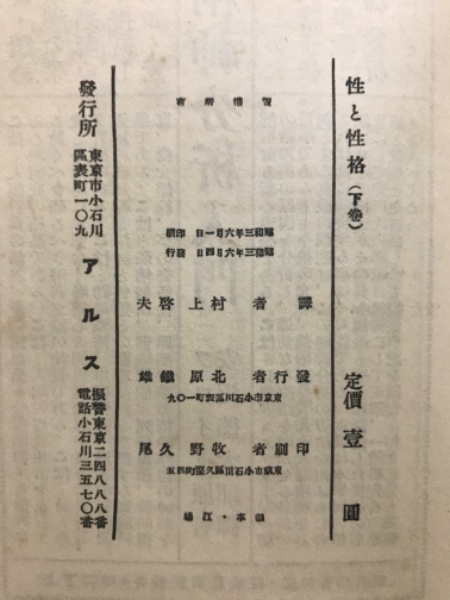 性と性格（下巻）
定價壹圓
版權所有
昭和三年六月一日 印刷
昭和三年六月四日 發行
譯者 村上啓夫
發行者 北原鐵雄
東京市小石川區表町一〇九
印刷者 牧野久尾
東京市小石川區久堅町四五
發行所
東京市小石川
區表町一〇九
アルス
振替東京二四八八八番
電話小石川三五七〇番